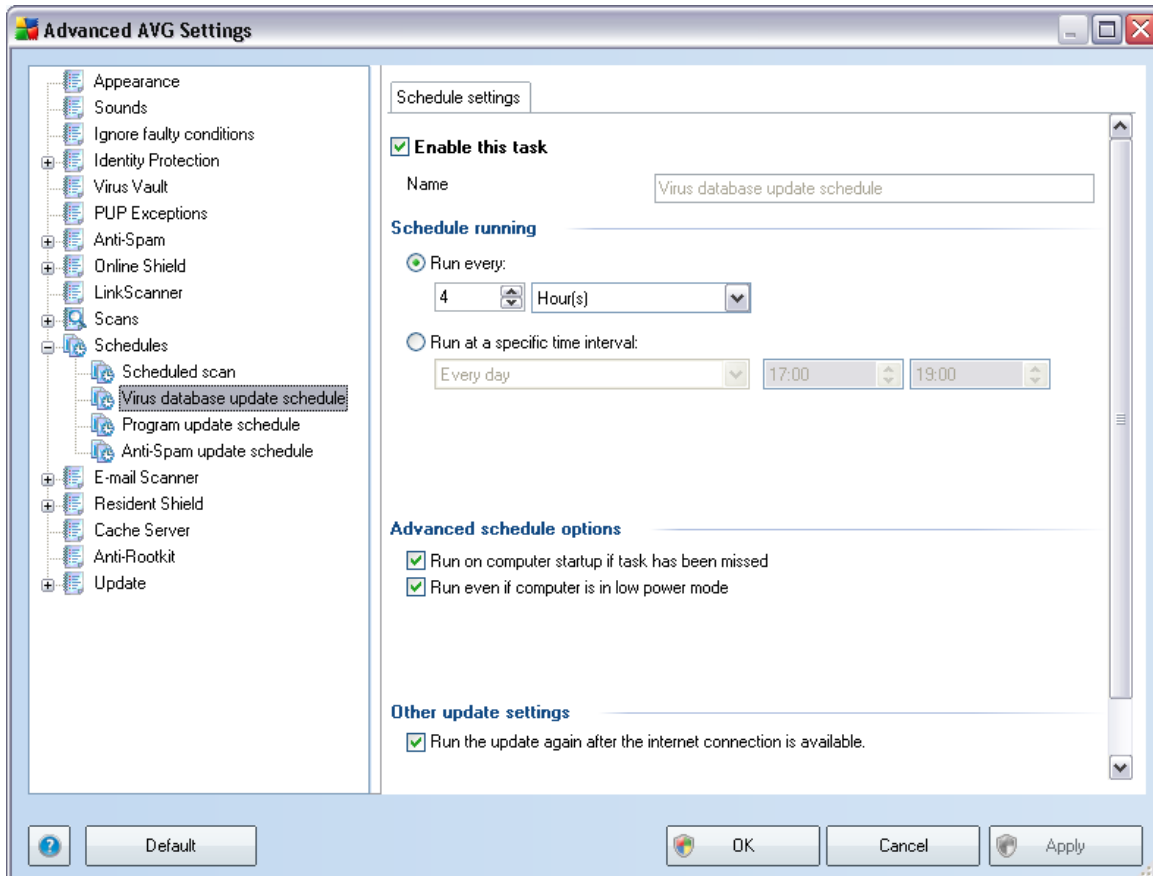 Advanced AVG Settings
Appearance
Sounds
Ignore faulty conditions
Identity Protection
Virus Vault
PUP Exceptions
Anti-Spam
Online Shield
LinkScanner
Scans
Schedules
Scheduled scan
Virus database update schedule
Program update schedule
Anti-Spam update schedule
E-mail Scanner
Resident Shield
Cache Server
Anti-Rootkit
Update
Schedule settings
Enable this task
Name Virus database update schedule
Schedule running
Run every:
4 Hour(s)
Run at a specific time interval:
Every day 17:00 19:00
Advanced schedule options
Run on computer startup if task has been missed
Run even if computer is in low power mode
Other update settings
Run the update again after the internet connection is available.
? Default OK Cancel Apply